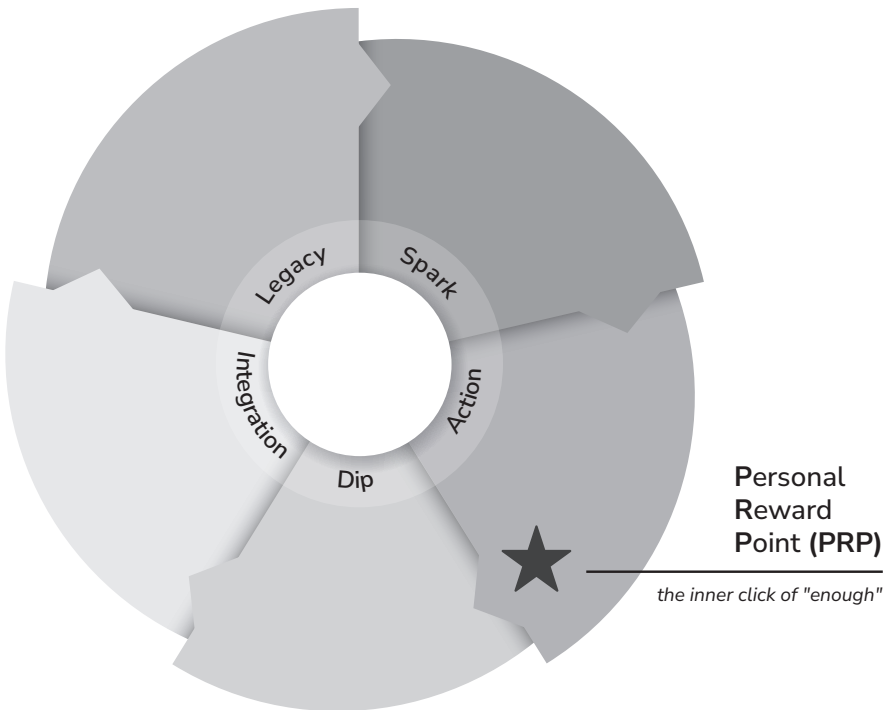 Legacy
Spark
Integration
Action
Dip
Personal
Reward
Point (PRP)
the inner click of "enough"